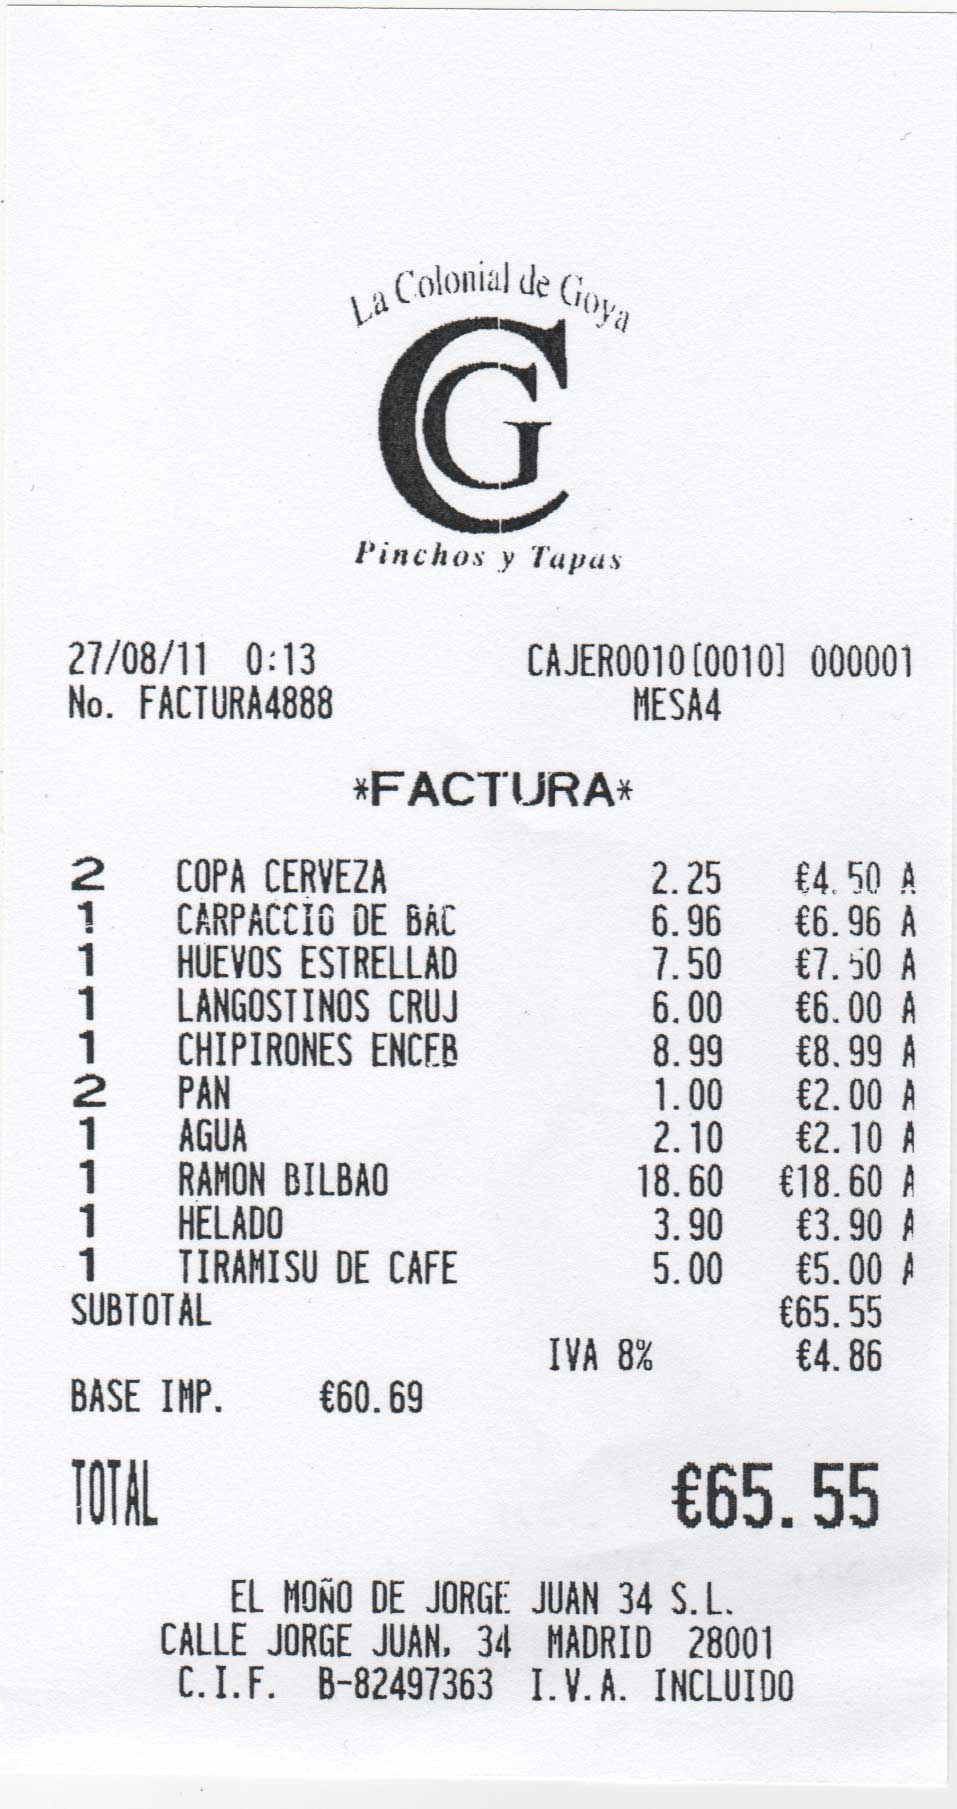 La Colonial de Goya
CG
Pinchos y Tapas
27/08/11 0:13 CAJERO010[0010] 000001
No. FACTURA4888 MESA4
*FACTURA*
2 COPA CERVEZA 2.25 €4.50 A
1 CARPACCIO DE BAC 6.96 €6.96 A
1 HUEVOS ESTRELLAD 7.50 €7.50 A
1 LANGOSTINOS CRUJ 6.00 €6.00 A
1 CHIPIRONES ENCEB 8.99 €8.99 A
2 PAN 1.00 €2.00 A
1 AGUA 2.10 €2.10 A
1 RAMON BILBAO 18.60 €18.60 A
1 HELADO 3.90 €3.90 A
1 TIRAMISU DE CAFE 5.00 €5.00 A
SUBTOTAL €65.55
IVA 8% €4.86
BASE IMP. €60.69
TOTAL €65.55
EL MOÑO DE JORGE JUAN 34 S.L.
CALLE JORGE JUAN, 34 MADRID 28001
C.I.F. B-82497363 I.V.A. INCLUIDO